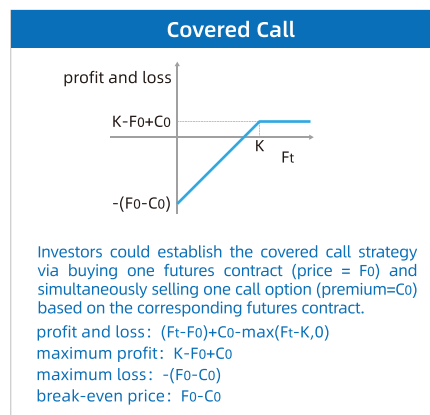 Covered Call
profit and loss
K-F0+C0
K
Ft
-(F0-C0)
Investors could establish the covered call strategy
via buying one futures contract (price = F0) and
simultaneously selling one call option (premium=C0)
based on the corresponding futures contract.
profit and loss: (Ft-F0)+C0-max(Ft-K,0)
maximum profit: K-F0+C0
maximum loss: -(F0-C0)
break-even price: F0-C0